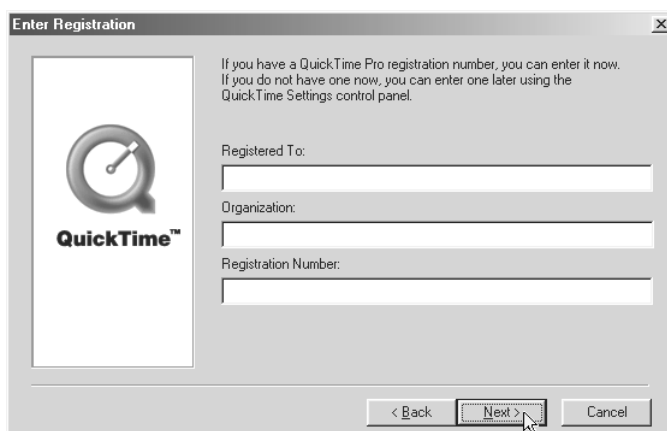 Enter Registration
If you have a QuickTime Pro registration number, you can enter it now.
If you do not have one now, you can enter one later using the
QuickTime Settings control panel.
Registered To:
QuickTime™
Organization:
Registration Number:
< Back
Next >
Cancel